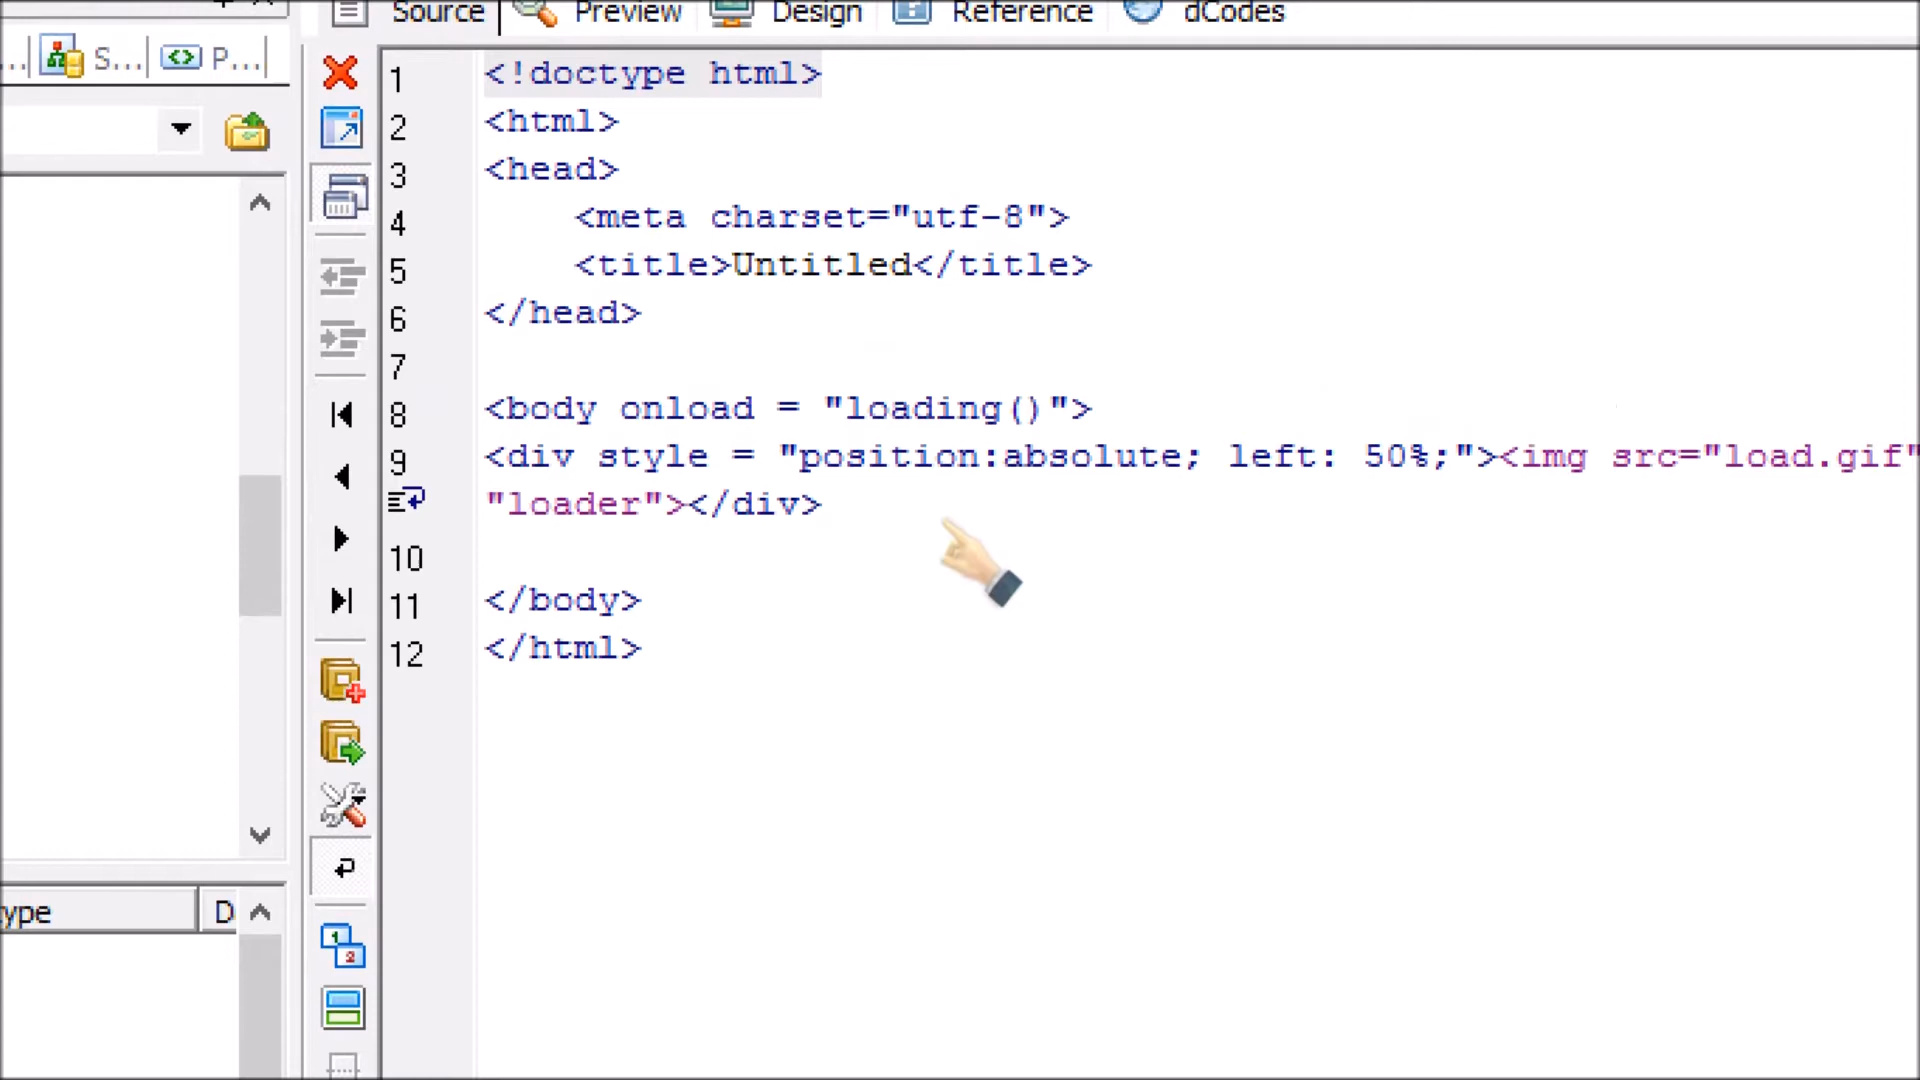 Source Preview Design Reference dCodes
... S... P...
1 <!doctype html>
2 <html>
3 <head>
4 <meta charset="utf-8">
5 <title>Untitled</title>
6 </head>
7
8 <body onload = "loading()">
9 <div style = "position:absolute; left: 50%;"><img src="load.gif"
"loader"></div>
10
11 </body>
12 </html>
ype D
1
2